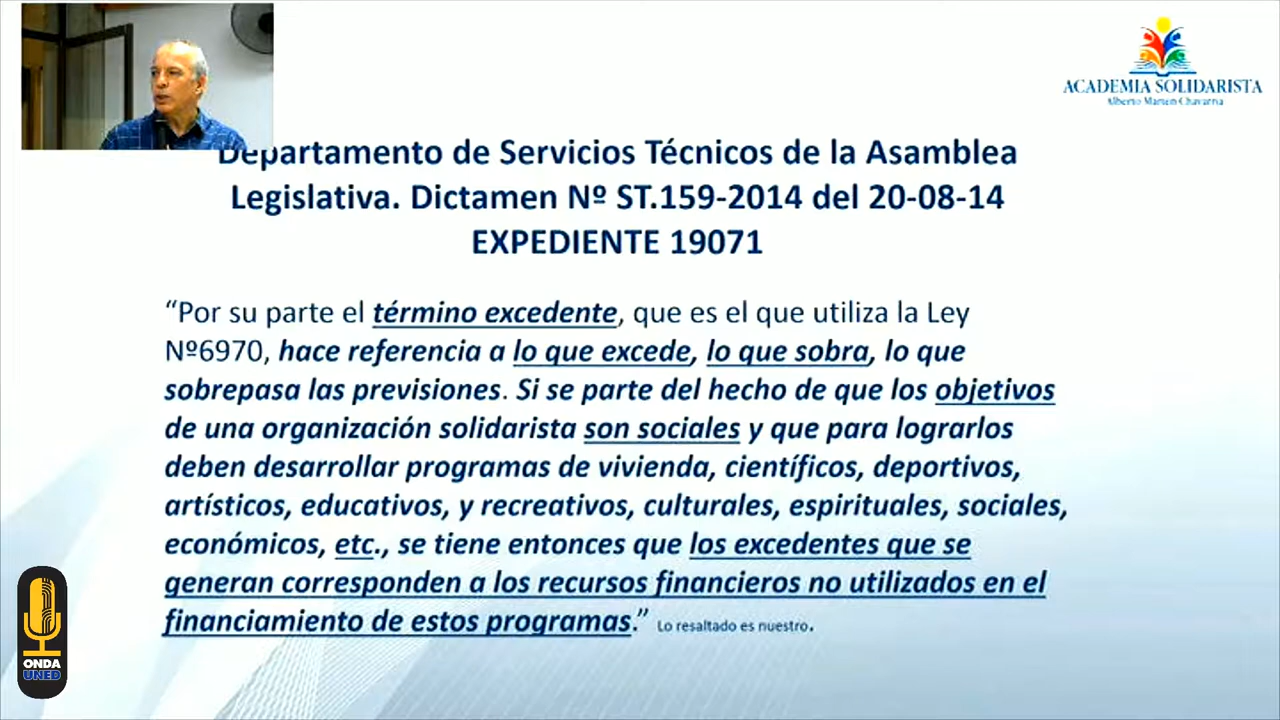 ACADEMIA SOLIDARISTA
Alberto Martén Chavarría
Departamento de Servicios Técnicos de la Asamblea
Legislativa. Dictamen Nº ST.159-2014 del 20-08-14
EXPEDIENTE 19071
“Por su parte el término excedente, que es el que utiliza la Ley
Nº6970, hace referencia a lo que excede, lo que sobra, lo que
sobrepasa las previsiones. Si se parte del hecho de que los objetivos
de una organización solidarista son sociales y que para lograrlos
deben desarrollar programas de vivienda, científicos, deportivos,
artísticos, educativos, y recreativos, culturales, espirituales, sociales,
económicos, etc., se tiene entonces que los excedentes que se
generan corresponden a los recursos financieros no utilizados en el
financiamiento de estos programas.” Lo resaltado es nuestro.
ONDA
UNED